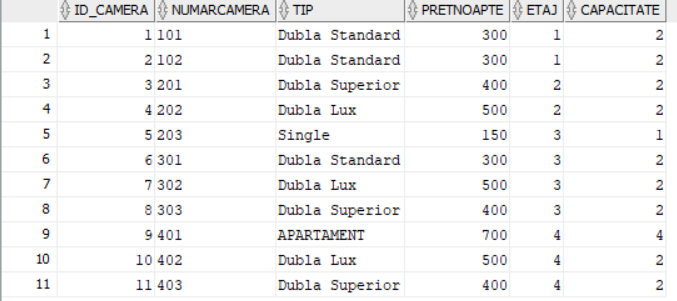 ID_CAMERA NUMARCAMERA TIP PRETNOAPTE ETAJ CAPACITATE
1 1 101 Dubla Standard 300 1 2
2 2 102 Dubla Standard 300 1 2
3 3 201 Dubla Superior 400 2 2
4 4 202 Dubla Lux 500 2 2
5 5 203 Single 150 3 1
6 6 301 Dubla Standard 300 3 2
7 7 302 Dubla Lux 500 3 2
8 8 303 Dubla Superior 400 3 2
9 9 401 APARTAMENT 700 4 4
10 10 402 Dubla Lux 500 4 2
11 11 403 Dubla Superior 400 4 2